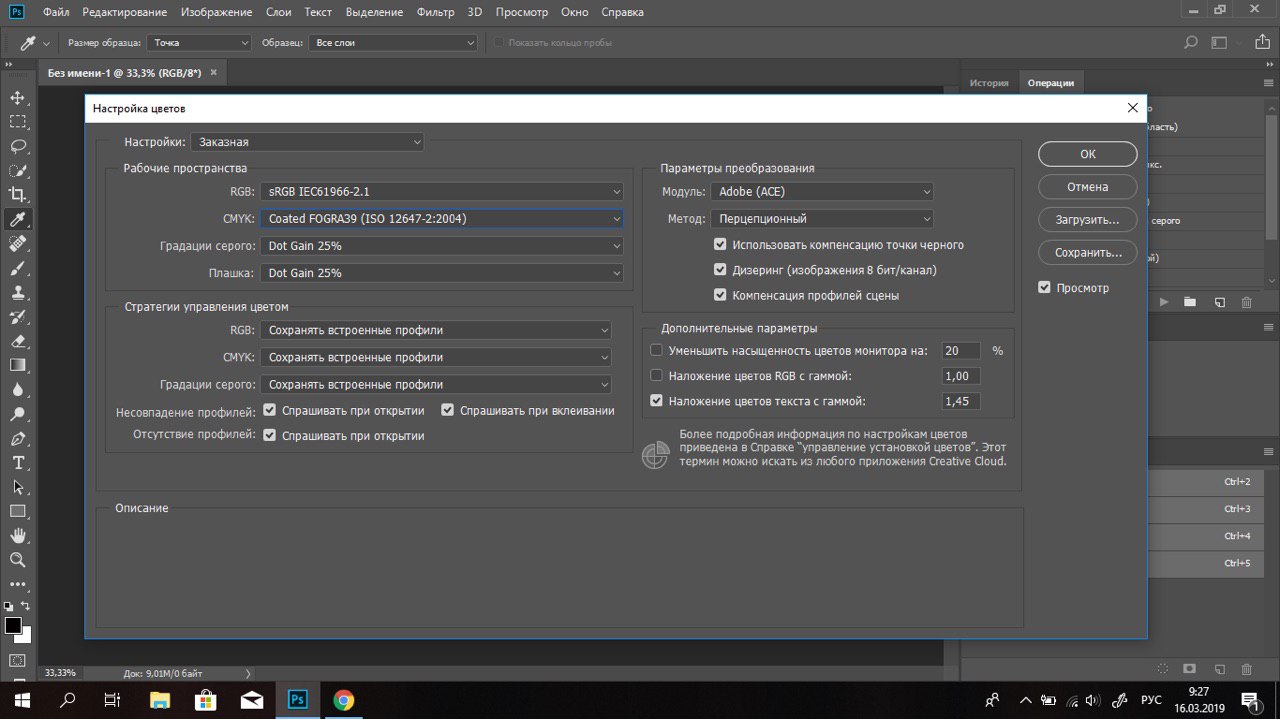 Ps Файл Редактирование Изображение Слои Текст Выделение Фильтр 3D Просмотр Окно Справка
Размер образца: Точка Образец: Все слои Показать кольцо пробы
Без имени-1 @ 33,3% (RGB/8*) ×
История Операции
Настройка цветов
Настройки: Заказная
Рабочие пространства
RGB: sRGB IEC61966-2.1
CMYK: Coated FOGRA39 (ISO 12647-2:2004)
Градации серого: Dot Gain 25%
Плашка: Dot Gain 25%
Стратегии управления цветом
RGB: Сохранять встроенные профили
CMYK: Сохранять встроенные профили
Градации серого: Сохранять встроенные профили
Несовпадение профилей: Спрашивать при открытии Спрашивать при вклеивании
Отсутствие профилей: Спрашивать при открытии
Параметры преобразования
Модуль: Adobe (ACE)
Метод: Перцепционный
Использовать компенсацию точки черного
Дизеринг (изображения 8 бит/канал)
Компенсация профилей сцены
Дополнительные параметры
Уменьшить насыщенность цветов монитора на: 20 %
Наложение цветов RGB с гаммой: 1,00
Наложение цветов текста с гаммой: 1,45
Более подробная информация по настройкам цветов
приведена в Справке "управление установкой цветов". Этот
термин можно искать из любого приложения Creative Cloud.
Описание
ОК
Отмена
Загрузить...
Сохранить...
Просмотр
о
бласть)
кс.
)
серого
ой)
Ctrl+2
Ctrl+3
Ctrl+4
Ctrl+5
33,33% Док: 9,01M/0 байт
Ps
РУС
9:27
16.03.2019
1